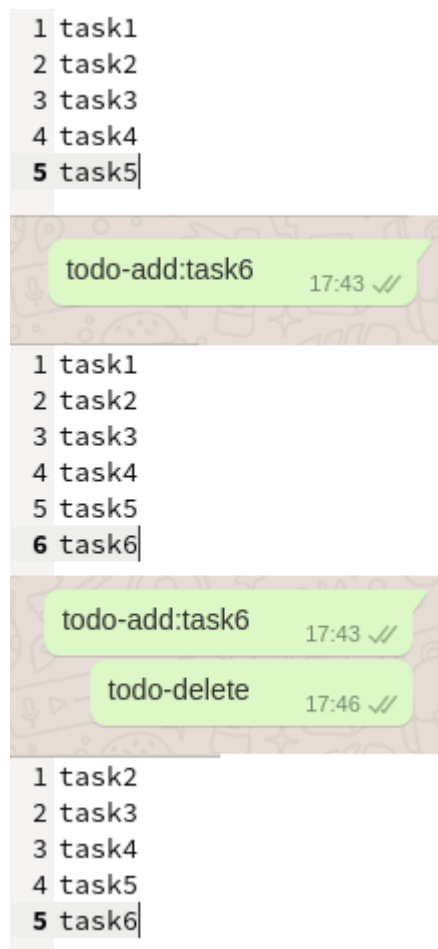 1 task1
2 task2
3 task3
4 task4
5 task5
todo-add:task6 17:43
1 task1
2 task2
3 task3
4 task4
5 task5
6 task6
todo-add:task6 17:43
todo-delete 17:46
1 task2
2 task3
3 task4
4 task5
5 task6